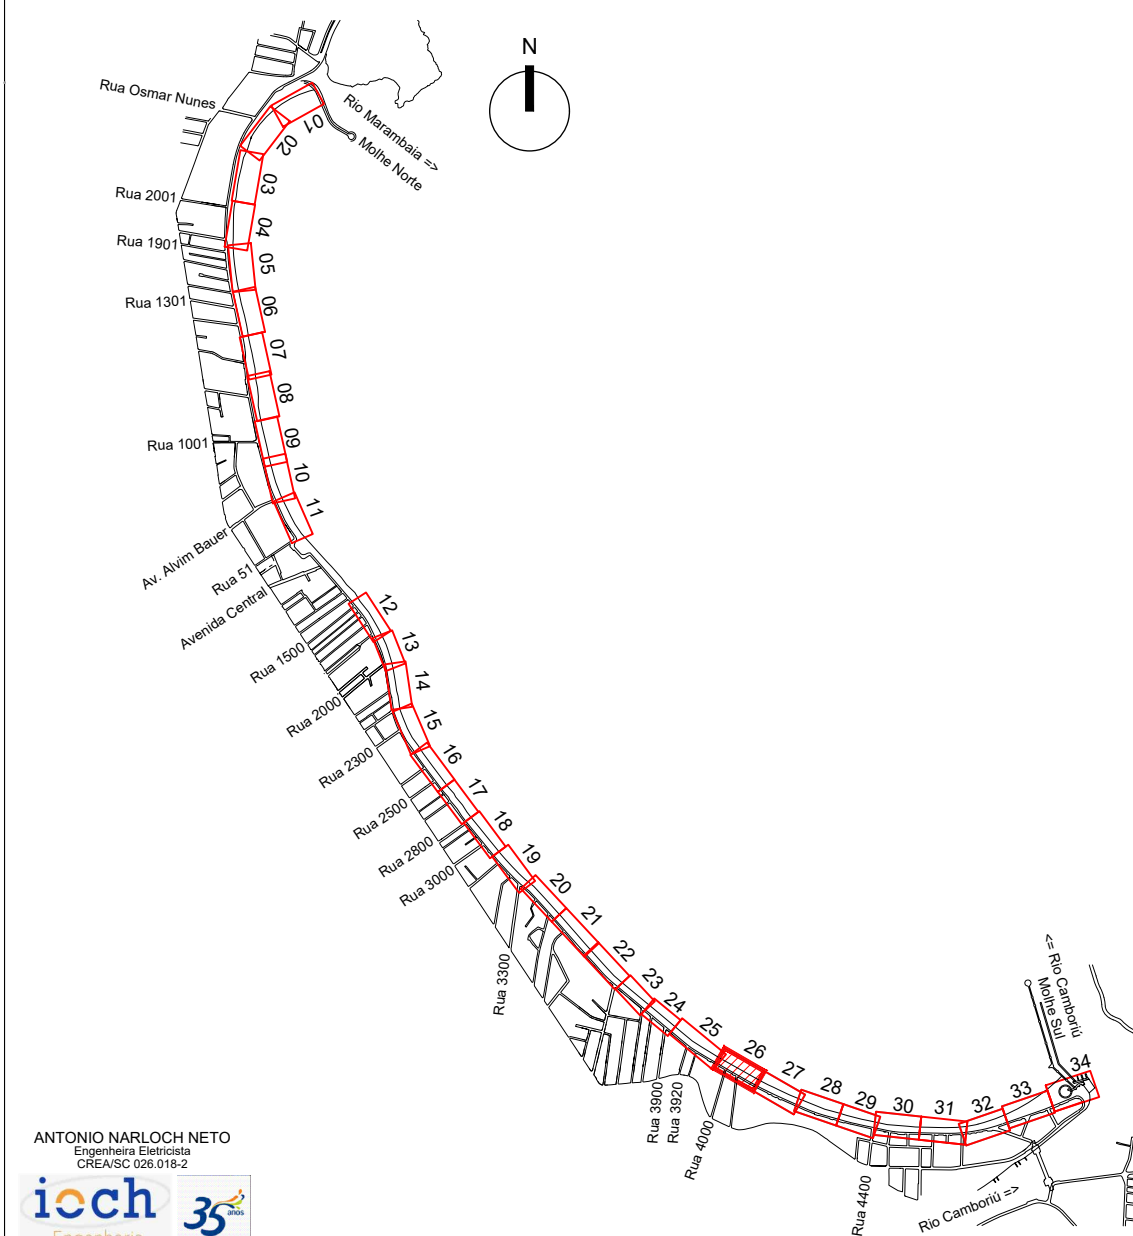 N
Rua Osmar Nunes
Rio Marambaia =>
Molhe Norte
01
02
Rua 2001
03
04
Rua 1901
05
Rua 1301
06
07
08
Rua 1001
09
10
11
Av. Alvim Bauer
Rua 51
Avenida Central
12
Rua 1500
13
14
Rua 2000
15
Rua 2300
16
Rua 2500
17
Rua 2800
18
Rua 3000
19
20
21
Rua 3300
22
23
24
25
26
27
28
29
30
31
32
33
34
<= Rio Camboriú
Molhe Sul
Rua 3900
Rua 3920
Rua 4000
Rua 4400
Rio Camboriú =>
ANTONIO NARLOCH NETO
Engenheira Eletricista
CREA/SC 026.018-2
ioch
Engenharia
35 anos